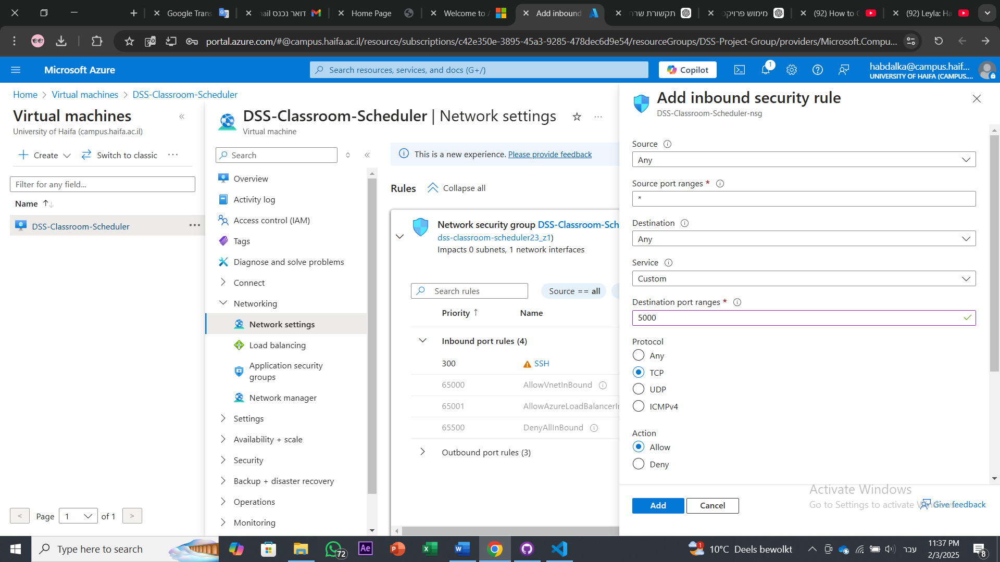 Google Trans
דואר נכנס
Home Page
Welcome to
Add inbound
תקשורת שרת
מימוש פרויקט
(92) How to
(92) Leyla: Ha
portal.azure.com/#@campus.haifa.ac.il/resource/subscriptions/c42e350e-3895-45a3-9285-478dec6d9e54/resourceGroups/DSS-Project-Group/providers/Microsoft.Compu...
Microsoft Azure
Search resources, services, and docs (G+/)
Copilot
1
habdalka@campus.haif...
UNIVERSITY OF HAIFA (CAMPUS....
Home > Virtual machines > DSS-Classroom-Scheduler
Virtual machines
University of Haifa (campus.haifa.ac.il)
Create
Switch to classic
Filter for any field...
Name
DSS-Classroom-Scheduler
Page 1 of 1
DSS-Classroom-Scheduler | Network settings
Virtual machine
Search
Overview
Activity log
Access control (IAM)
Tags
Diagnose and solve problems
Connect
Networking
Network settings
Load balancing
Application security
groups
Network manager
Settings
Availability + scale
Security
Backup + disaster recovery
Operations
Monitoring
This is a new experience. Please provide feedback
Rules
Collapse all
Network security group DSS-Classroom-Sch
dss-classroom-scheduler23_z1)
Impacts 0 subnets, 1 network interfaces
Search rules
Source == all
Priority ↑ Name
Inbound port rules (4)
300 SSH
65000 AllowVnetInBound
65001 AllowAzureLoadBalancerIn
65500 DenyAllInBound
Outbound port rules (3)
Add inbound security rule
DSS-Classroom-Scheduler-nsg
Source
Any
Source port ranges *
*
Destination
Any
Service
Custom
Destination port ranges *
5000
Protocol
Any
TCP
UDP
ICMPv4
Action
Allow
Deny
Add
Cancel
Activate Windows
Go to Settings to activate Windows.
Give feedback
Type here to search
72
Ae
1
10°C Deels bewolkt
עבר
11:37 PM
2/3/2025
8